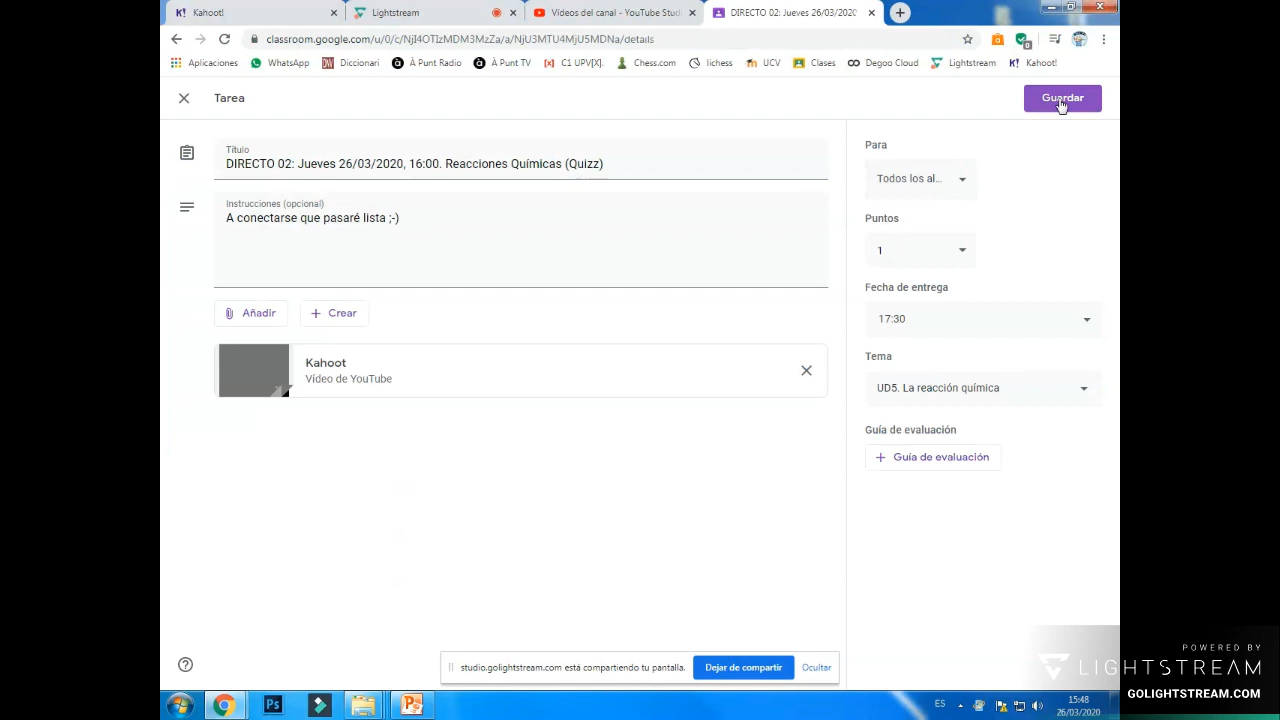 Kahoot!
Lightstream
Vídeos del canal - YouTube Studi
DIRECTO 02: Jueves 26/03/2020
classroom.google.com/u/0/c/NjI4OTIzMDM3MzZa/a/NjU3MTU4MjU5MDNa/details
Aplicaciones
WhatsApp
Diccionari
À Punt Radio
À Punt TV
C1 UPV[X].
Chess.com
lichess
UCV
Clases
Degoo Cloud
Lightstream
Kahoot!
Tarea
Guardar
Título
DIRECTO 02: Jueves 26/03/2020, 16:00. Reacciones Químicas (Quizz)
Instrucciones (opcional)
A conectarse que pasaré lista ;-)
Añadir
Crear
Kahoot
Vídeo de YouTube
Para
Todos los al...
Puntos
1
Fecha de entrega
17:30
Tema
UD5. La reacción química
Guía de evaluación
Guía de evaluación
studio.golightstream.com está compartiendo tu pantalla.
Dejar de compartir
Ocultar
POWERED BY
LIGHTSTREAM
GOLIGHTSTREAM.COM
Ps
ES
15:48
26/03/2020